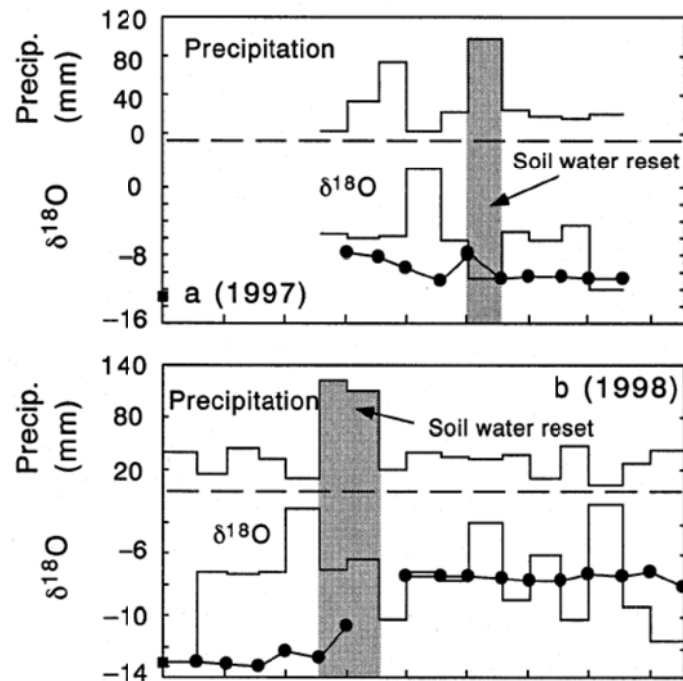 120
80
40
0
Precip.
(mm)
Precipitation
Soil water reset
0
−8
−16
δ18O
δ18O
a (1997)
140
80
20
Precip.
(mm)
Precipitation
b (1998)
Soil water reset
−6
−10
−14
δ18O
δ18O